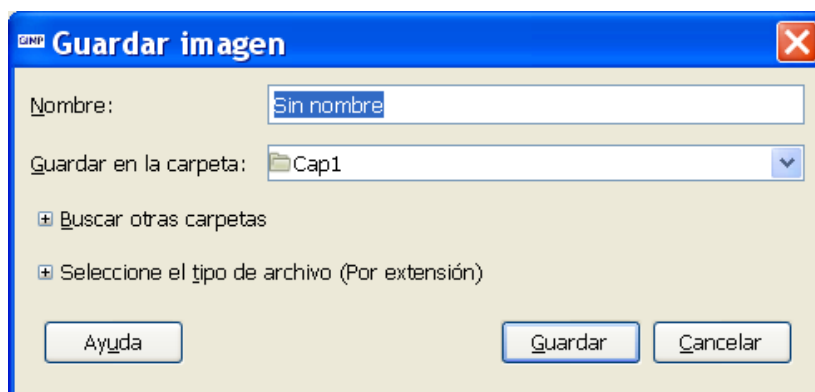 GIMP Guardar imagen
Nombre: Sin nombre
Guardar en la carpeta: Cap1
Buscar otras carpetas
Seleccione el tipo de archivo (Por extensión)
Ayuda Guardar Cancelar